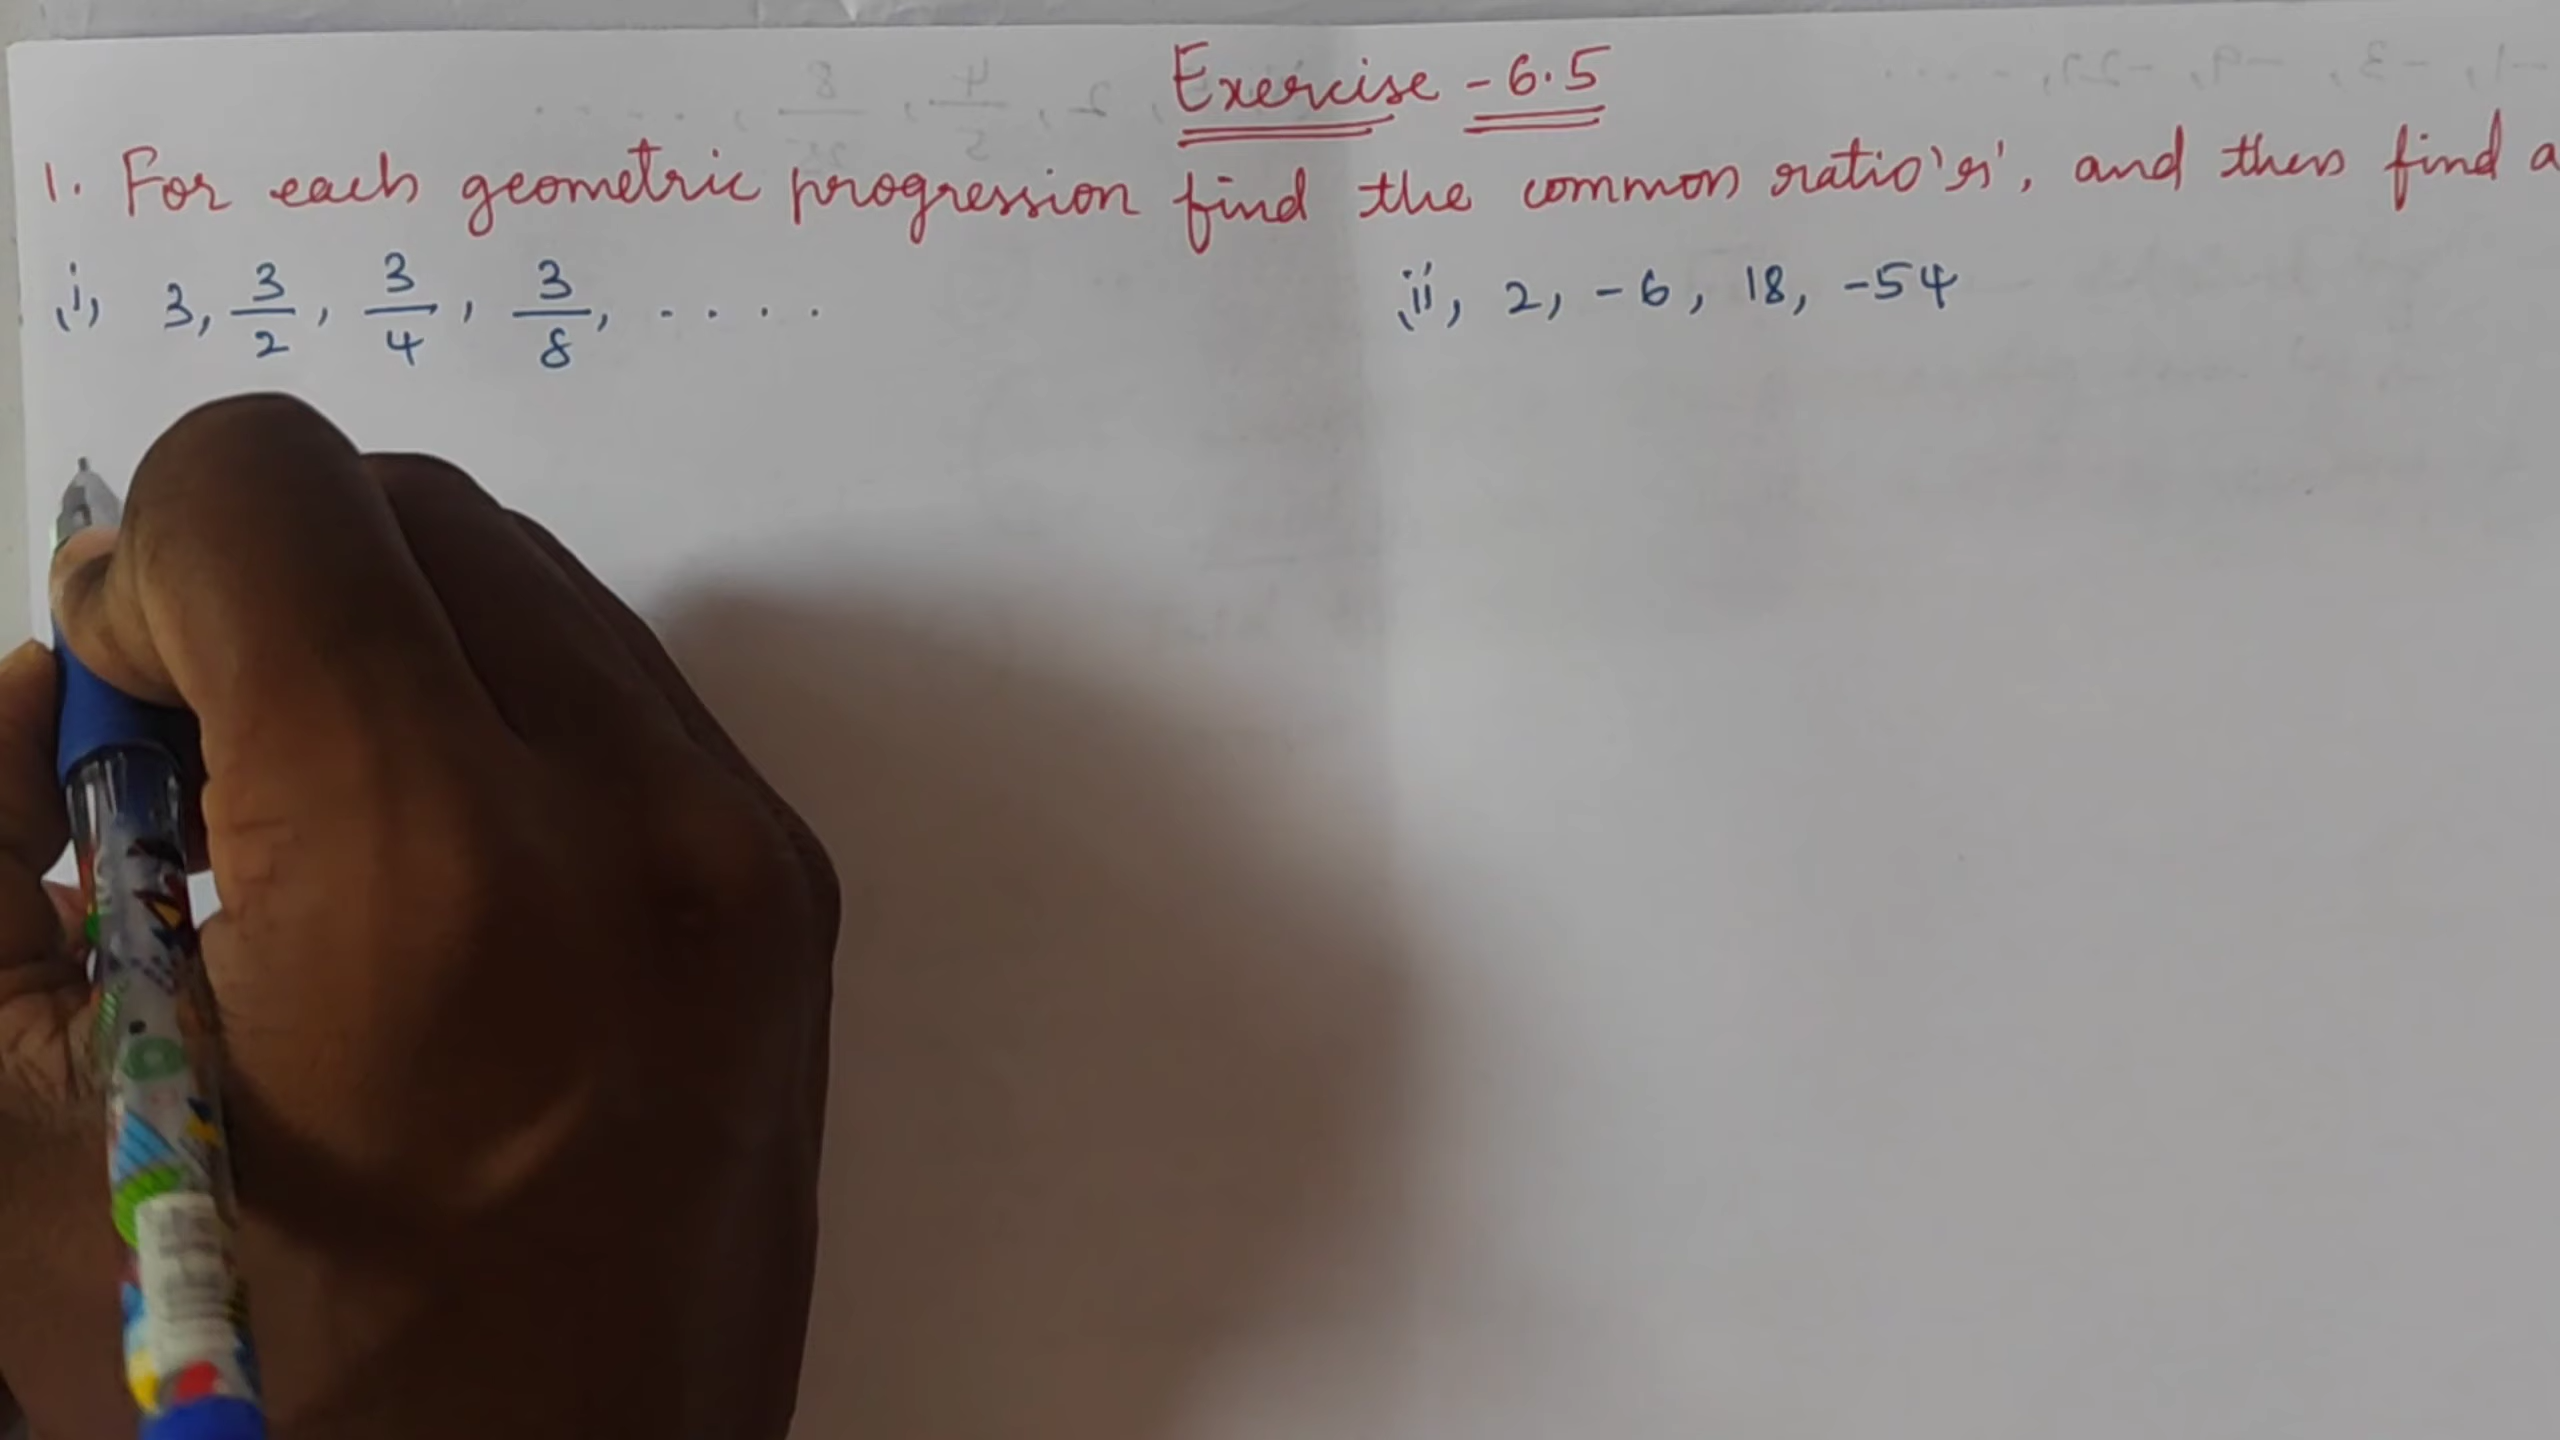 Exercise - 6.5
1. For each geometric progression find the common ratio 'r', and then find a
(i) 3, 3/2, 3/4, 3/8, . . . .
(ii) 2, -6, 18, -54